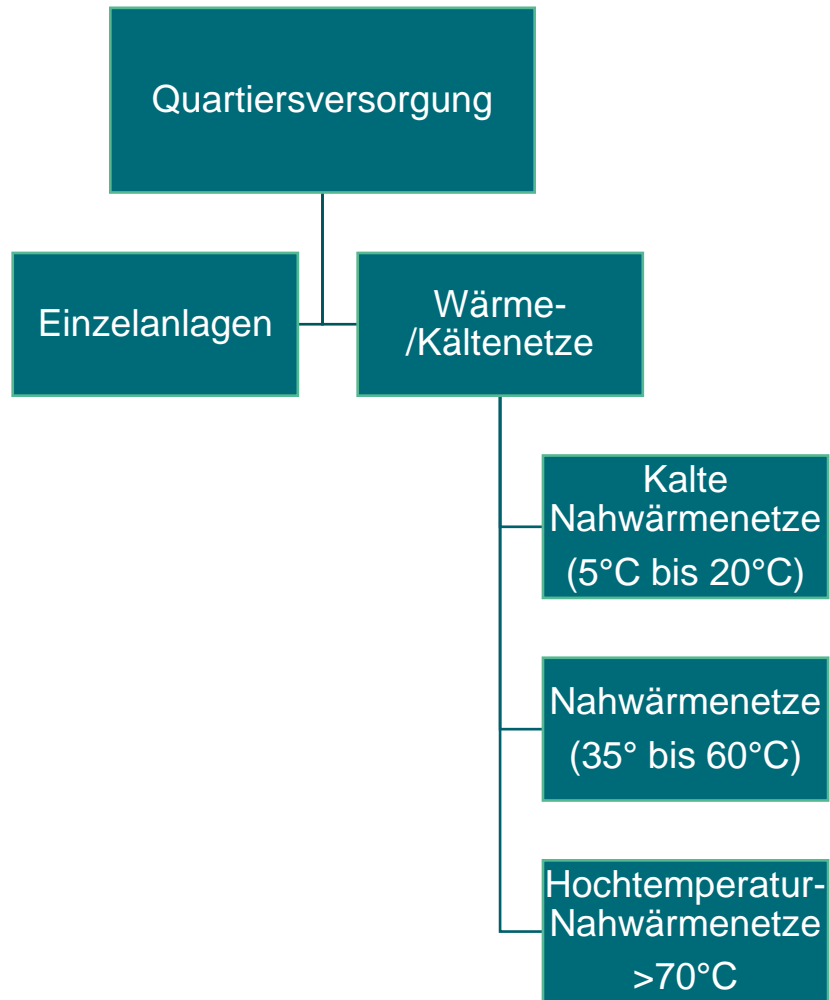 Quartiersversorgung
Einzelanlagen
Wärme-
/Kältenetze
Kalte
Nahwärmenetze
(5°C bis 20°C)
Nahwärmenetze
(35° bis 60°C)
Hochtemperatur-
Nahwärmenetze
>70°C